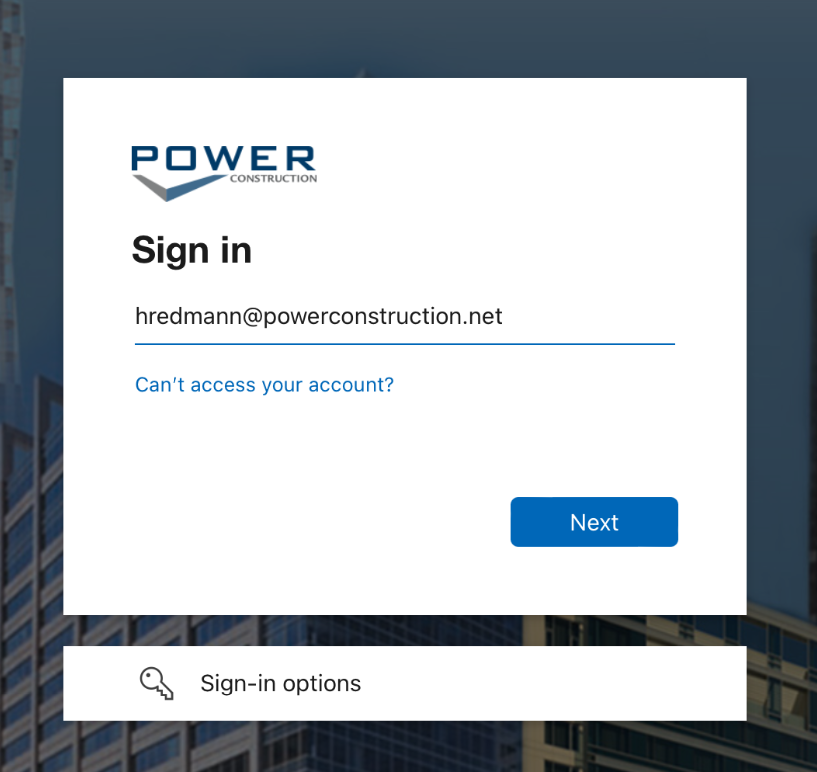 POWER
CONSTRUCTION
Sign in
hredmann@powerconstruction.net
Can't access your account?
Next
Sign-in options